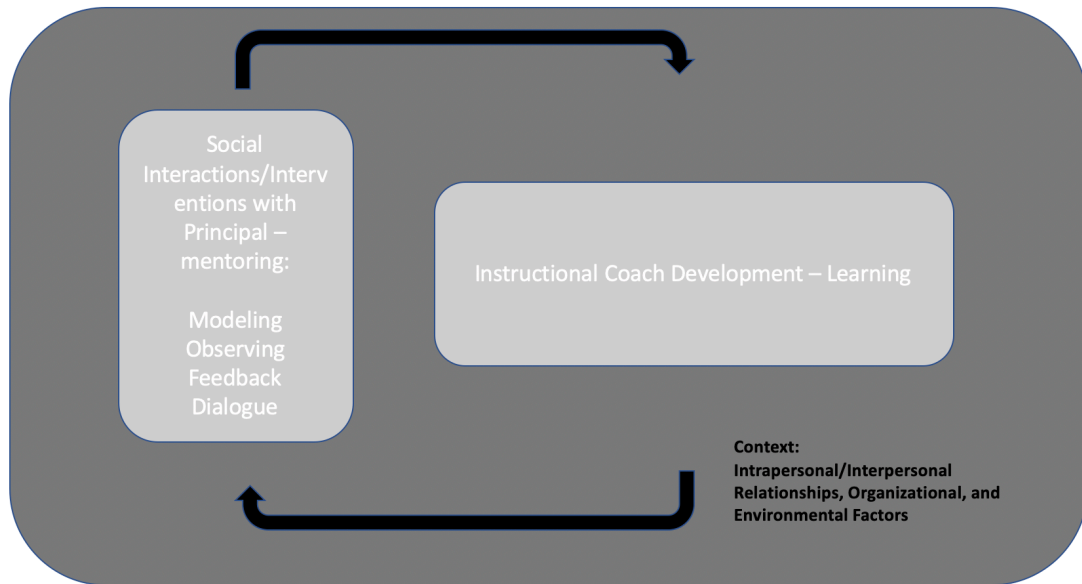 Social
Interactions/Interv
entions with
Principal –
mentoring:
Modeling
Observing
Feedback
Dialogue
Instructional Coach Development – Learning
Context:
Intrapersonal/Interpersonal
Relationships, Organizational, and
Environmental Factors